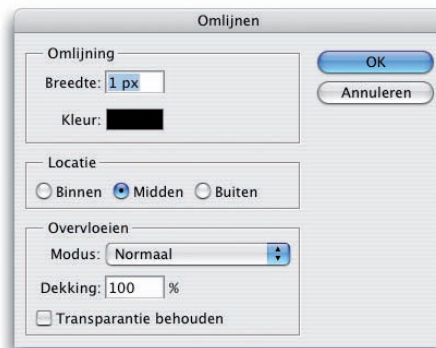 Omlijnen
Omlijning
Breedte: 1 px
Kleur:
OK
Annuleren
Locatie
Binnen Midden Buiten
Overvloeien
Modus: Normaal
Dekking: 100 %
Transparantie behouden